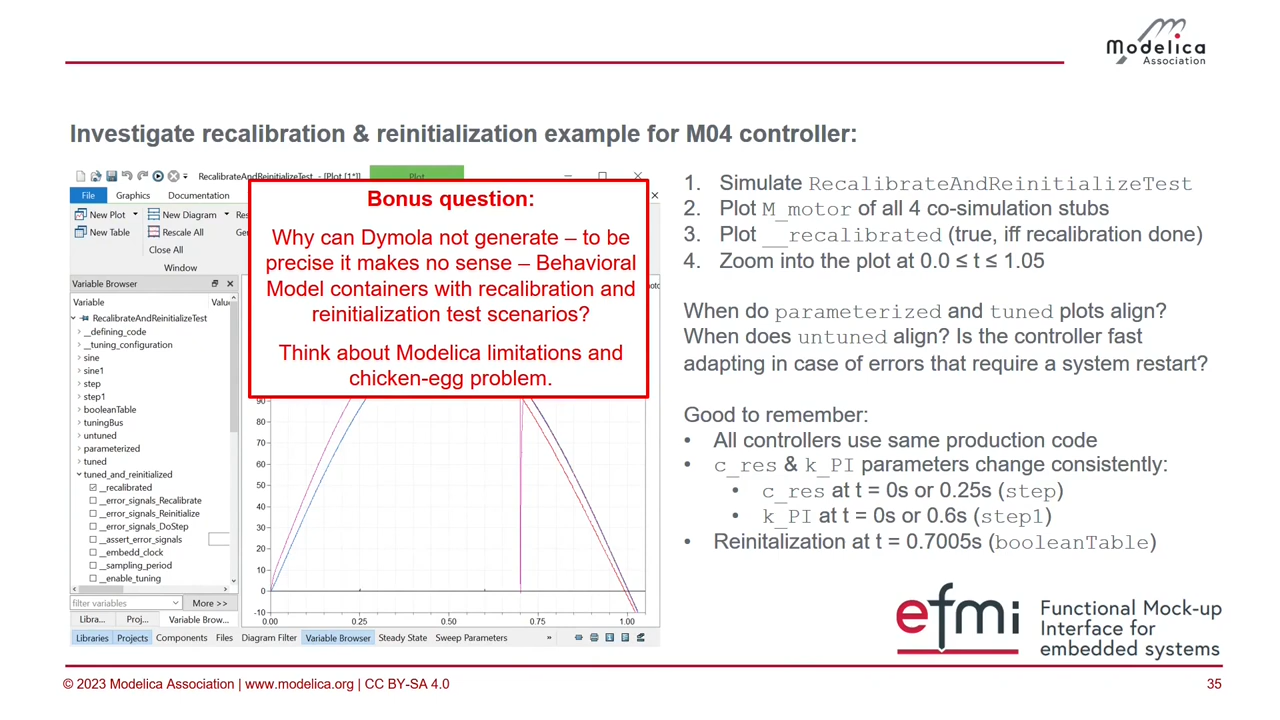 Modelica
Association
Investigate recalibration & reinitialization example for M04 controller:
RecalibrateAndReinitializeTest - [Plot [1*]]
Plot
File
Graphics
Documentation
New Plot
New Diagram
New Table
Rescale All
Close All
Window
Variable Browser
Variable
RecalibrateAndReinitializeTest
__defining_code
__tuning_configuration
sine
sine1
step
step1
booleanTable
tuningBus
untuned
parameterized
tuned
tuned_and_reinitialized
__recalibrated
__error_signals_Recalibrate
__error_signals_Reinitialize
__error_signals_DoStep
__assert_error_signals
__embedd_clock
__sampling_period
__enable_tuning
filter variables
More >>
Libra...
Proj...
Variable Brow...
Bonus question:
Why can Dymola not generate – to be
precise it makes no sense – Behavioral
Model containers with recalibration and
reinitialization test scenarios?
Think about Modelica limitations and
chicken-egg problem.
90
80
70
60
50
40
30
20
10
0
-10
0.00 0.25 0.50 0.75 1.00
Libraries Projects Components Files Diagram Filter Variable Browser Steady State Sweep Parameters »
1. Simulate RecalibrateAndReinitializeTest
2. Plot M_motor of all 4 co-simulation stubs
3. Plot __recalibrated (true, iff recalibration done)
4. Zoom into the plot at 0.0 ≤ t ≤ 1.05
When do parameterized and tuned plots align?
When does untuned align? Is the controller fast
adapting in case of errors that require a system restart?
Good to remember:
• All controllers use same production code
• c_res & k_PI parameters change consistently:
• c_res at t = 0s or 0.25s (step)
• k_PI at t = 0s or 0.6s (step1)
• Reinitalization at t = 0.7005s (booleanTable)
efmi
Functional Mock-up
Interface for
embedded systems
© 2023 Modelica Association | www.modelica.org | CC BY-SA 4.0
35